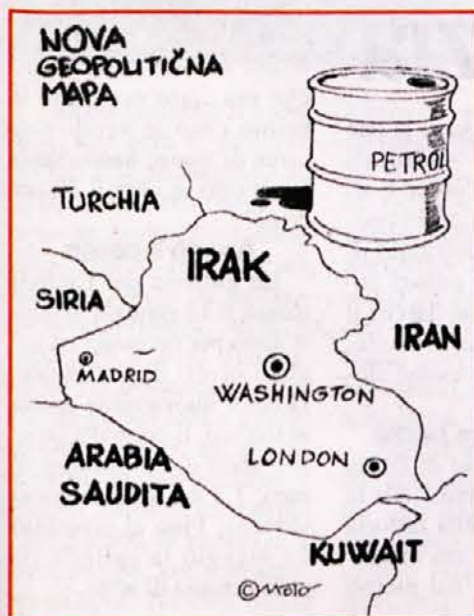 NOVA
GEOPOLITIČNA
MAPA
PETROL
TURCHIA
IRAK
SIRIA
IRAN
MADRID
WASHINGTON
LONDON
ARABIA
SAUDITA
KUWAIT
©MOTO